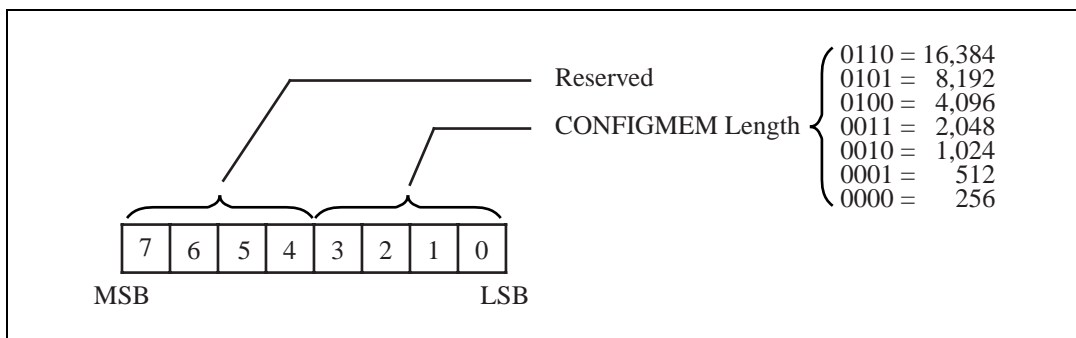 Reserved
CONFIGMEM Length
0110 = 16,384
0101 = 8,192
0100 = 4,096
0011 = 2,048
0010 = 1,024
0001 = 512
0000 = 256
7 6 5 4 3 2 1 0
MSB LSB